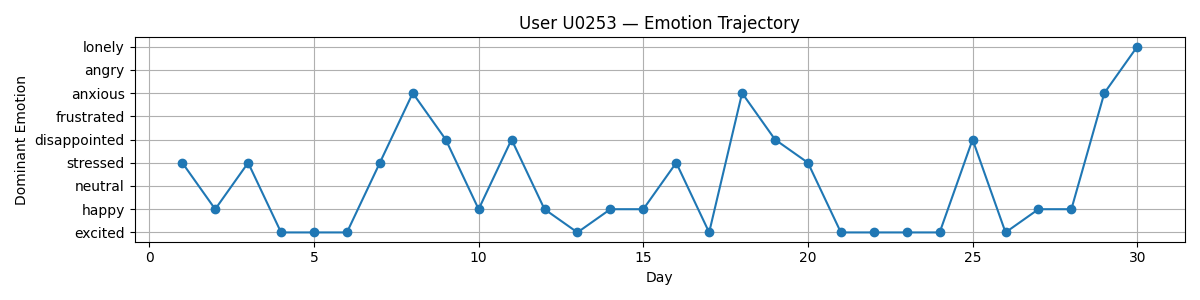 User U0253 — Emotion Trajectory
Dominant Emotion
lonely
angry
anxious
frustrated
disappointed
stressed
neutral
happy
excited
0 5 10 15 20 25 30
Day